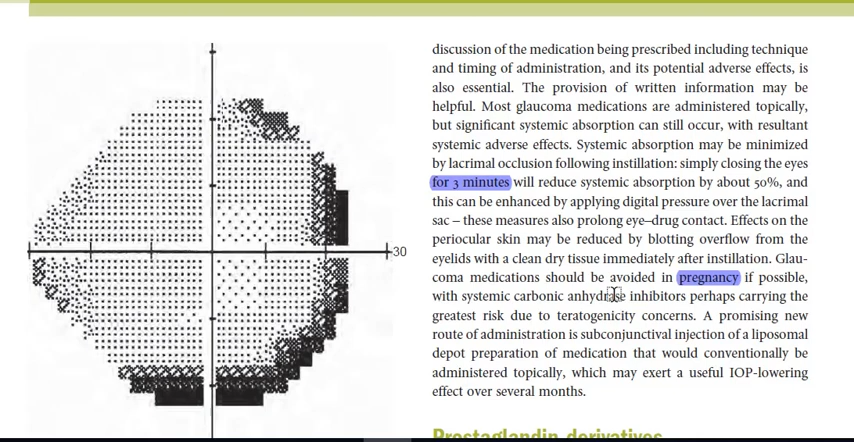 30
discussion of the medication being prescribed including technique
and timing of administration, and its potential adverse effects, is
also essential. The provision of written information may be
helpful. Most glaucoma medications are administered topically,
but significant systemic absorption can still occur, with resultant
systemic adverse effects. Systemic absorption may be minimized
by lacrimal occlusion following instillation: simply closing the eyes
for 3 minutes will reduce systemic absorption by about 50%, and
this can be enhanced by applying digital pressure over the lacrimal
sac – these measures also prolong eye–drug contact. Effects on the
periocular skin may be reduced by blotting overflow from the
eyelids with a clean dry tissue immediately after instillation. Glau-
coma medications should be avoided in pregnancy if possible,
with systemic carbonic anhydrase inhibitors perhaps carrying the
greatest risk due to teratogenicity concerns. A promising new
route of administration is subconjunctival injection of a liposomal
depot preparation of medication that would conventionally be
administered topically, which may exert a useful IOP-lowering
effect over several months.
Prostaglandin derivatives